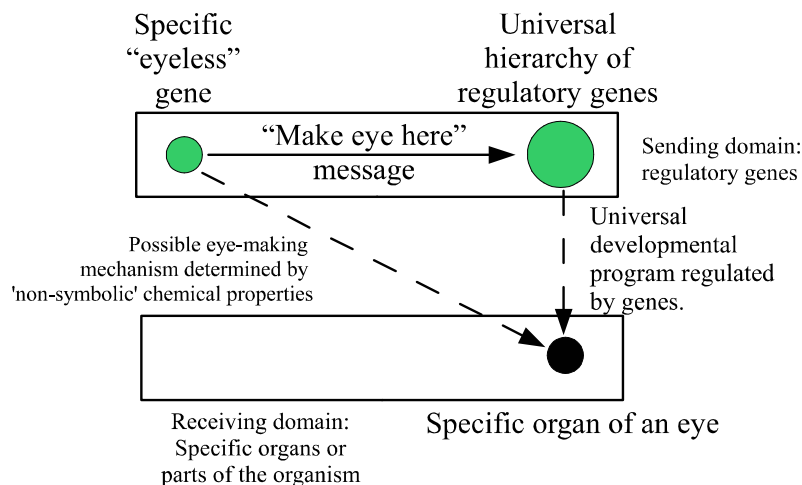 Specific
“eyeless”
gene
Universal
hierarchy of
regulatory genes
“Make eye here”
message
Sending domain:
regulatory genes
Possible eye-making
mechanism determined by
'non-symbolic' chemical properties
Universal
developmental
program regulated
by genes.
Receiving domain:
Specific organs or
parts of the organism
Specific organ of an eye